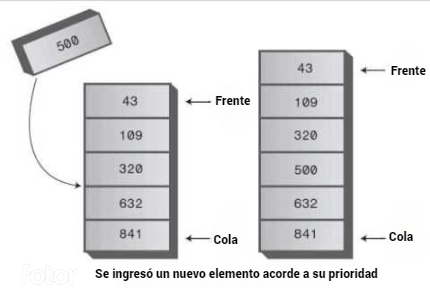 500
43
Frente
109
320
632
841
Cola
43
Frente
109
320
500
632
841
Cola
Se ingresó un nuevo elemento acorde a su prioridad
fotor